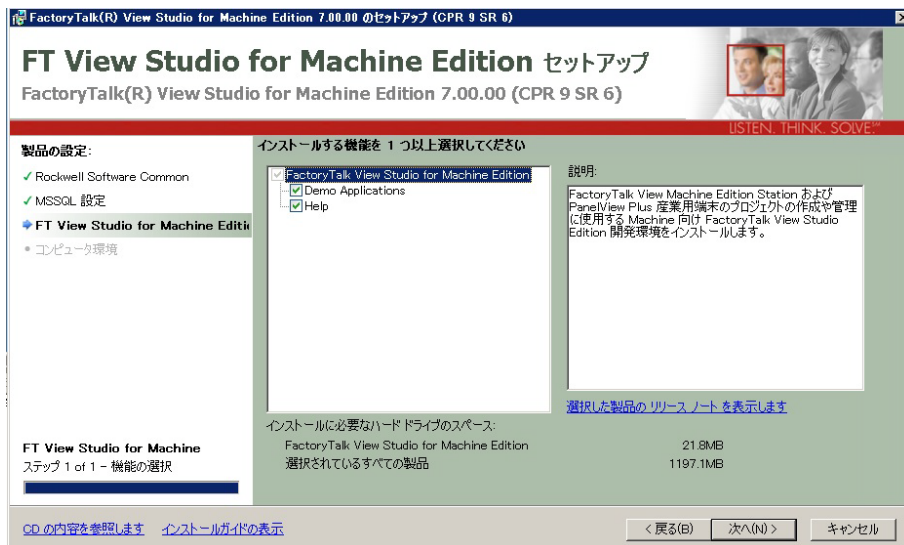 FactoryTalk(R) View Studio for Machine Edition 7.00.00 のセットアップ (CPR 9 SR 6)
FT View Studio for Machine Edition セットアップ
FactoryTalk(R) View Studio for Machine Edition 7.00.00 (CPR 9 SR 6)
LISTEN. THINK. SOLVE.℠
製品の設定:
✓ Rockwell Software Common
✓ MSSQL 設定
FT View Studio for Machine Editi
コンピュータ環境
インストールする機能を 1 つ以上選択してください
FactoryTalk View Studio for Machine Edition
Demo Applications
Help
説明:
FactoryTalk View Machine Edition Station および
PanelView Plus 産業用端末のプロジェクトの作成や管理
に使用する Machine 向け FactoryTalk View Studio
Edition 開発環境をインストールします。
選択した製品の リリース ノート を表示します
インストールに必要なハード ドライブのスペース:
FactoryTalk View Studio for Machine Edition 21.8MB
選択されているすべての製品 1197.1MB
FT View Studio for Machine
ステップ 1 of 1 - 機能の選択
CD の内容を参照します インストールガイドの表示
< 戻る(B) 次へ(N) > キャンセル